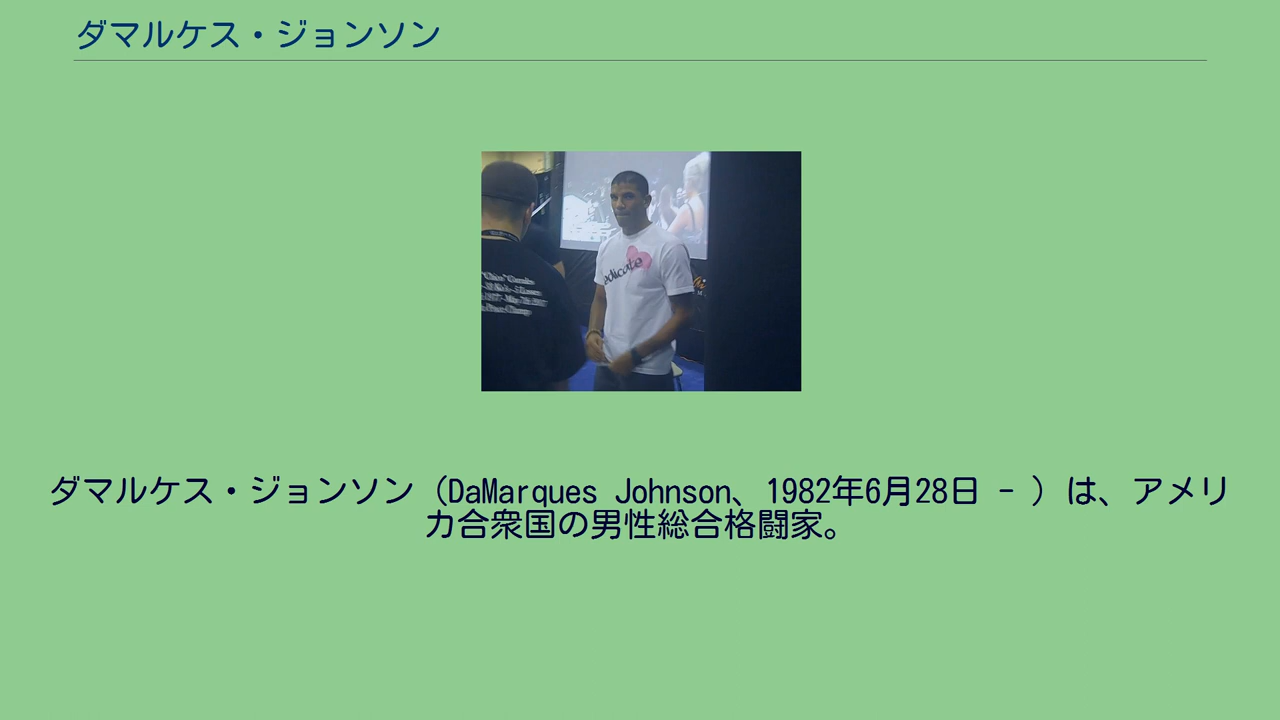 ダマルケス・ジョンソン
edicate
ダマルケス・ジョンソン（DaMarques Johnson、1982年6月28日 - ）は、アメリ
カ合衆国の男性総合格闘家。